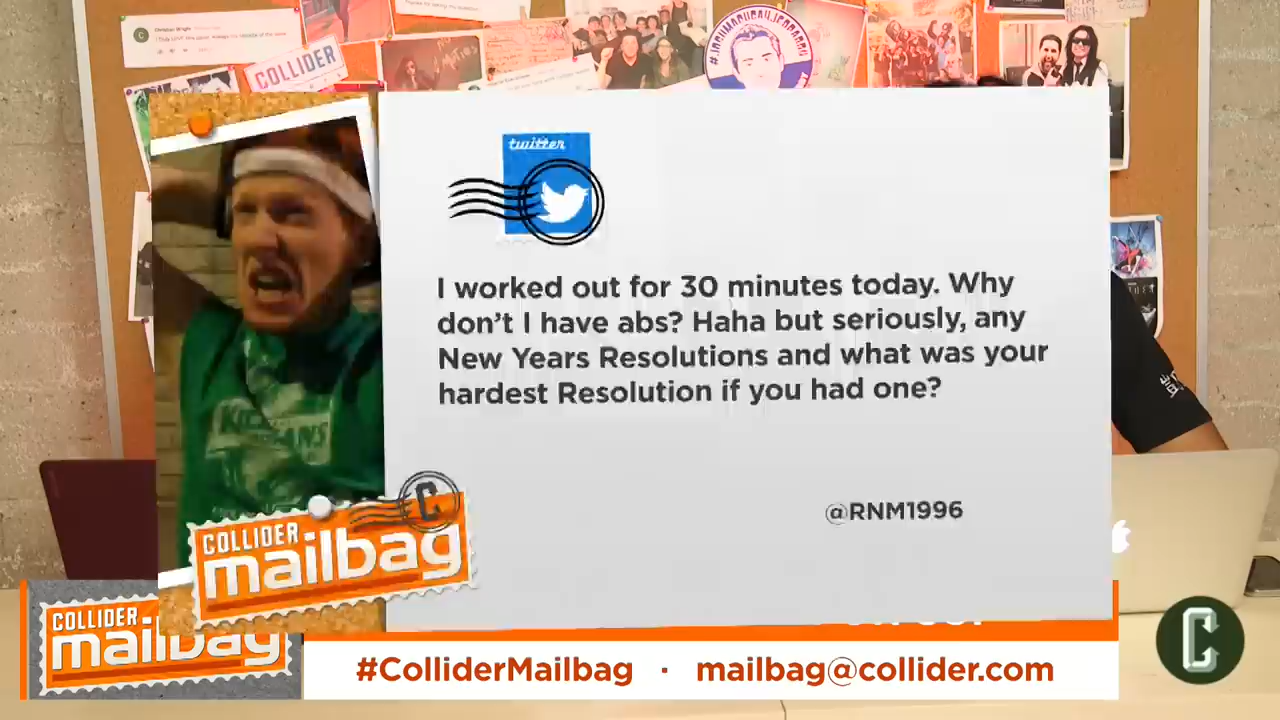 COLLIDER
twitter
I worked out for 30 minutes today. Why
don't I have abs? Haha but seriously, any
New Years Resolutions and what was your
hardest Resolution if you had one?
@RNM1996
COLLIDER
mailbag
COLLIDER
mailbag
#ColliderMailbag · mailbag@collider.com